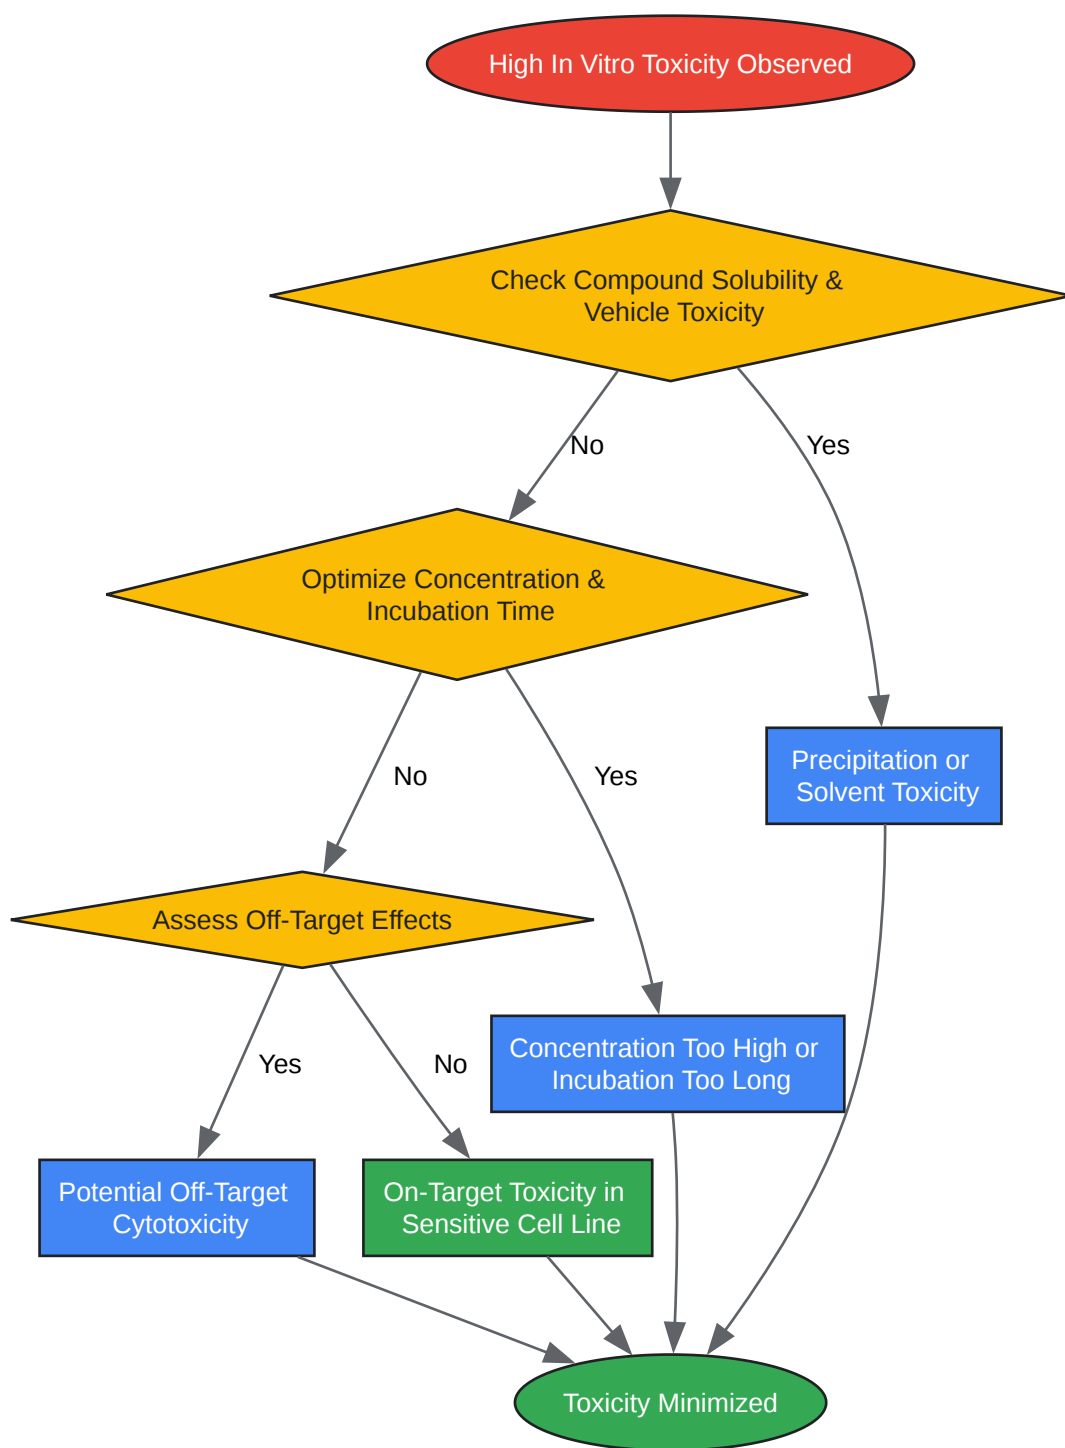 High In Vitro Toxicity Observed
Check Compound Solubility &
Vehicle Toxicity
No
Yes
Optimize Concentration &
Incubation Time
No
Yes
Precipitation or
Solvent Toxicity
Assess Off-Target Effects
Yes
No
Concentration Too High or
Incubation Too Long
Potential Off-Target
Cytotoxicity
On-Target Toxicity in
Sensitive Cell Line
Toxicity Minimized